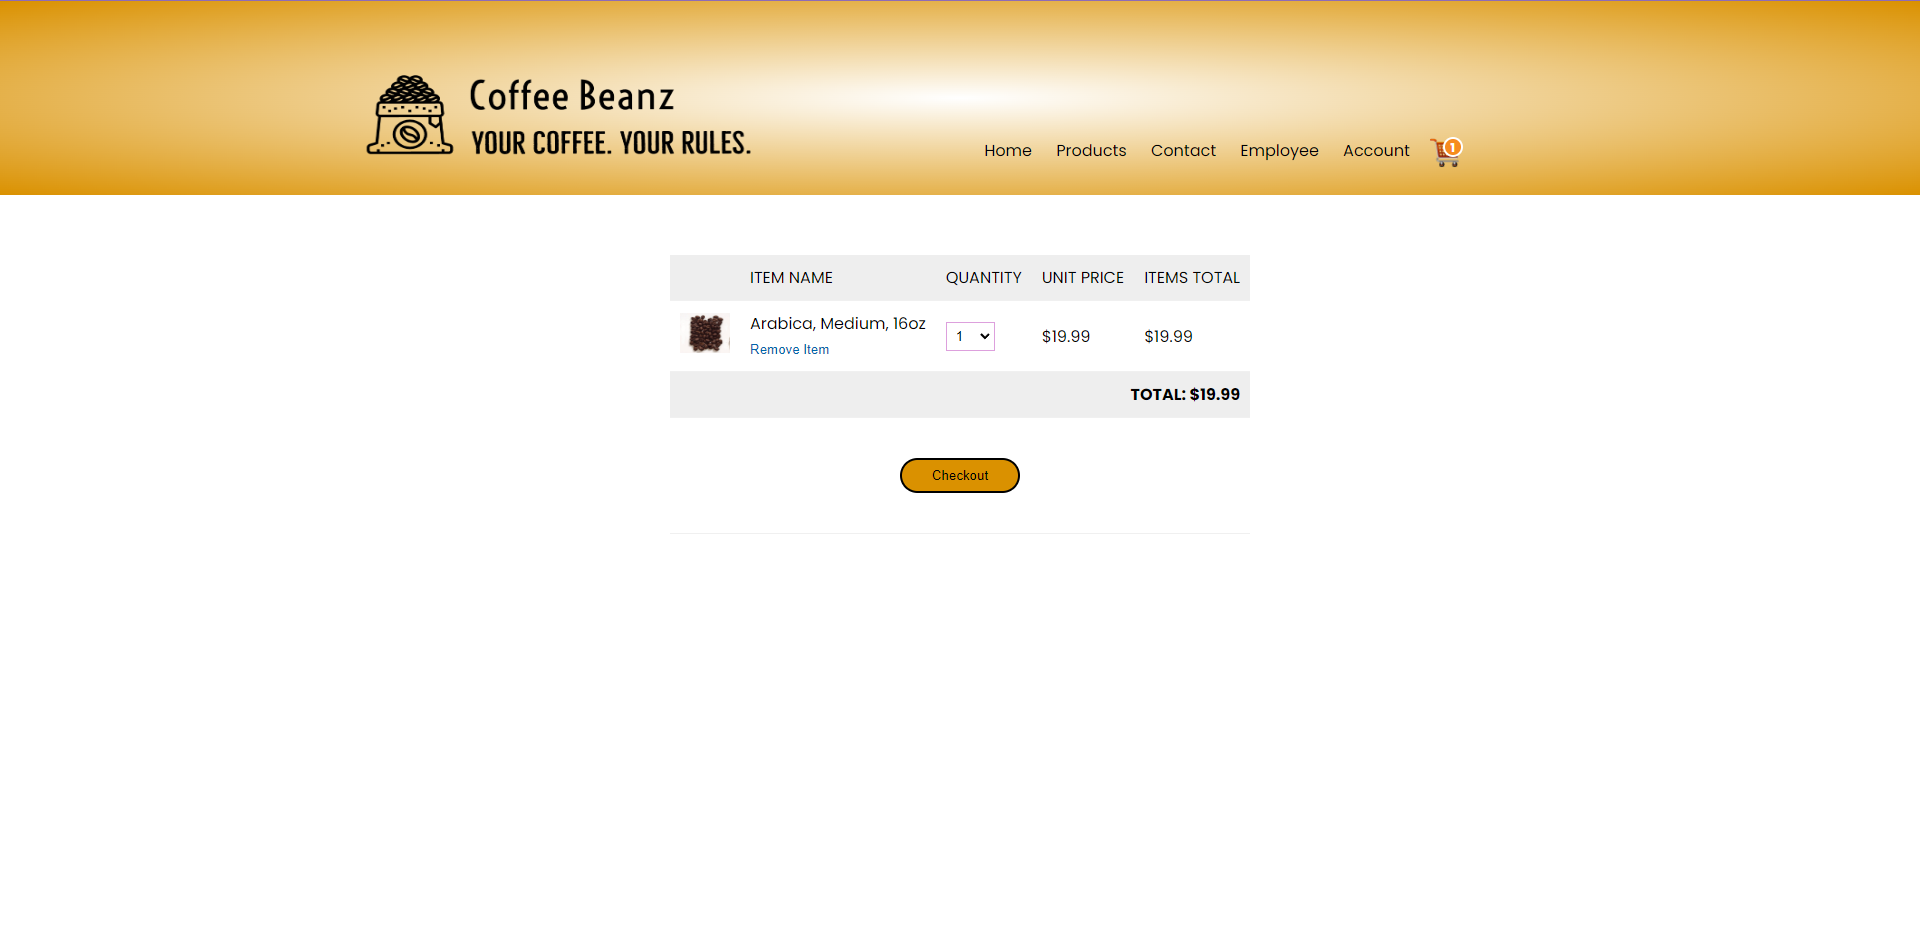 Coffee Beanz
YOUR COFFEE. YOUR RULES.
Home Products Contact Employee Account 1
ITEM NAME QUANTITY UNIT PRICE ITEMS TOTAL
Arabica, Medium, 16oz 1 $19.99 $19.99
Remove Item
TOTAL: $19.99
Checkout